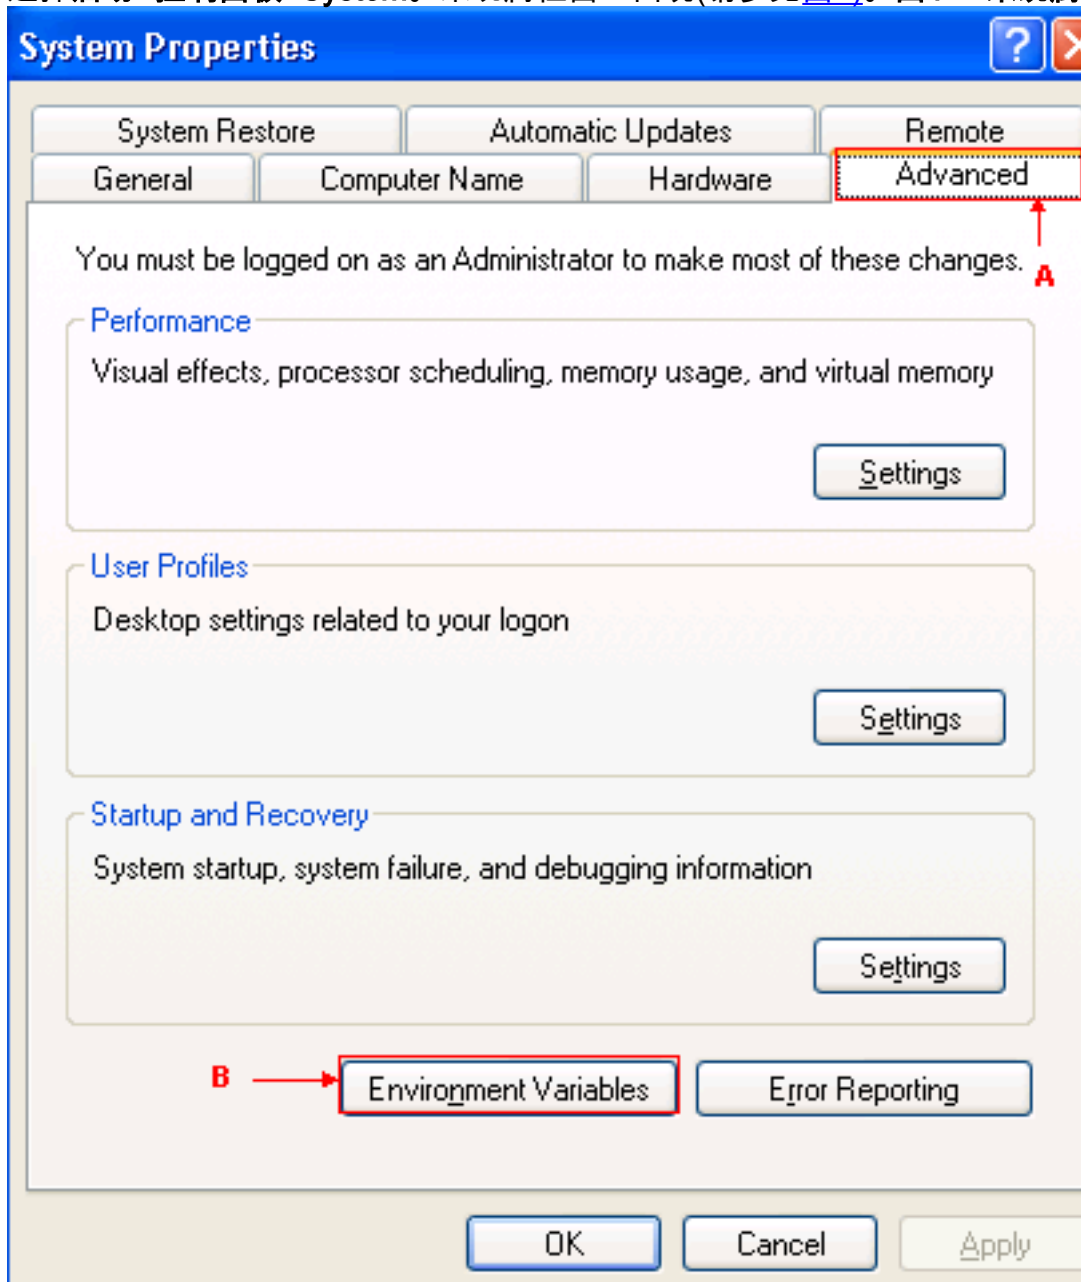 System
System Properties
System Restore
Automatic Updates
Remote
General
Computer Name
Hardware
Advanced
You must be logged on as an Administrator to make most of these changes.
A
Performance
Visual effects, processor scheduling, memory usage, and virtual memory
Settings
User Profiles
Desktop settings related to your logon
Settings
Startup and Recovery
System startup, system failure, and debugging information
Settings
B
Environment Variables
Error Reporting
OK
Cancel
Apply